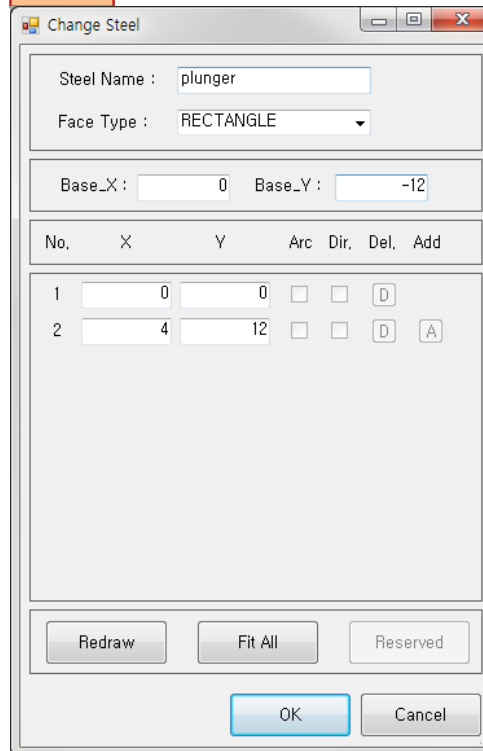 Change Steel
Steel Name : plunger
Face Type : RECTANGLE
Base_X : 0 Base_Y : -12
No. X Y Arc Dir. Del. Add
1 0 0 D
2 4 12 D A
Redraw Fit All Reserved
OK Cancel